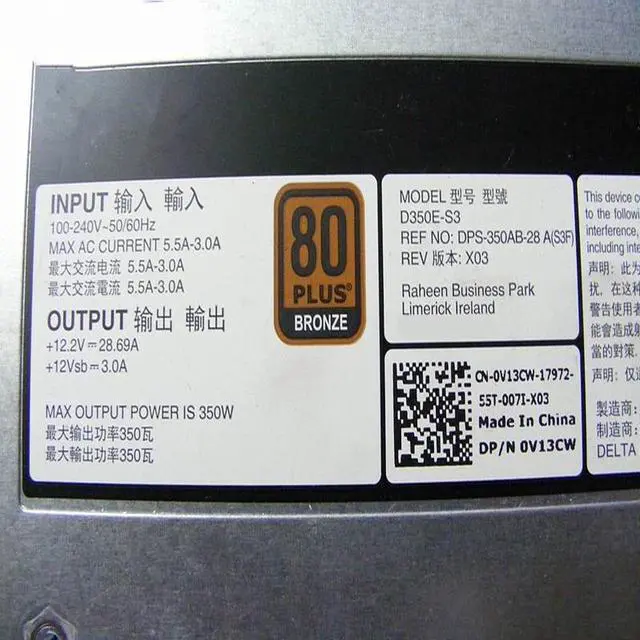 INPUT 输入 輸入
100-240V~50/60Hz
MAX AC CURRENT 5.5A-3.0A
最大交流电流 5.5A-3.0A
最大交流電流 5.5A-3.0A
OUTPUT 输出 輸出
+12.2V⎓28.69A
+12Vsb⎓3.0A
MAX OUTPUT POWER IS 350W
最大输出功率350瓦
最大輸出功率350瓦
80
PLUS®
BRONZE
MODEL 型号 型號
D350E-S3
REF NO: DPS-350AB-28 A(S3F)
REV 版本: X03
Raheen Business Park
Limerick Ireland
CN-0V13CW-17972-
55T-007I-X03
Made In China
DP/N 0V13CW
This device co
to the followi
interference,
including inte
声明: 此为
扰. 在这种
警告使用者
能會造成射
當的對策.
声明: 仅适
製造商:
制造商:
DELTA